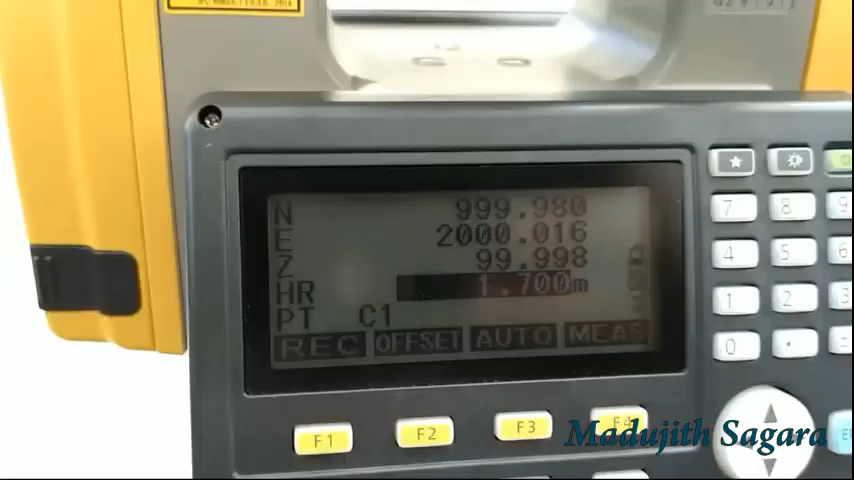 N 999.980
E 2000.016
Z 99.998
HR 1.700m
PT C1
REC OFFSET AUTO MEAS
F1 F2 F3 F4
7 8 9
4 5 6
1 2 3
0 . =
Madujith Sagara